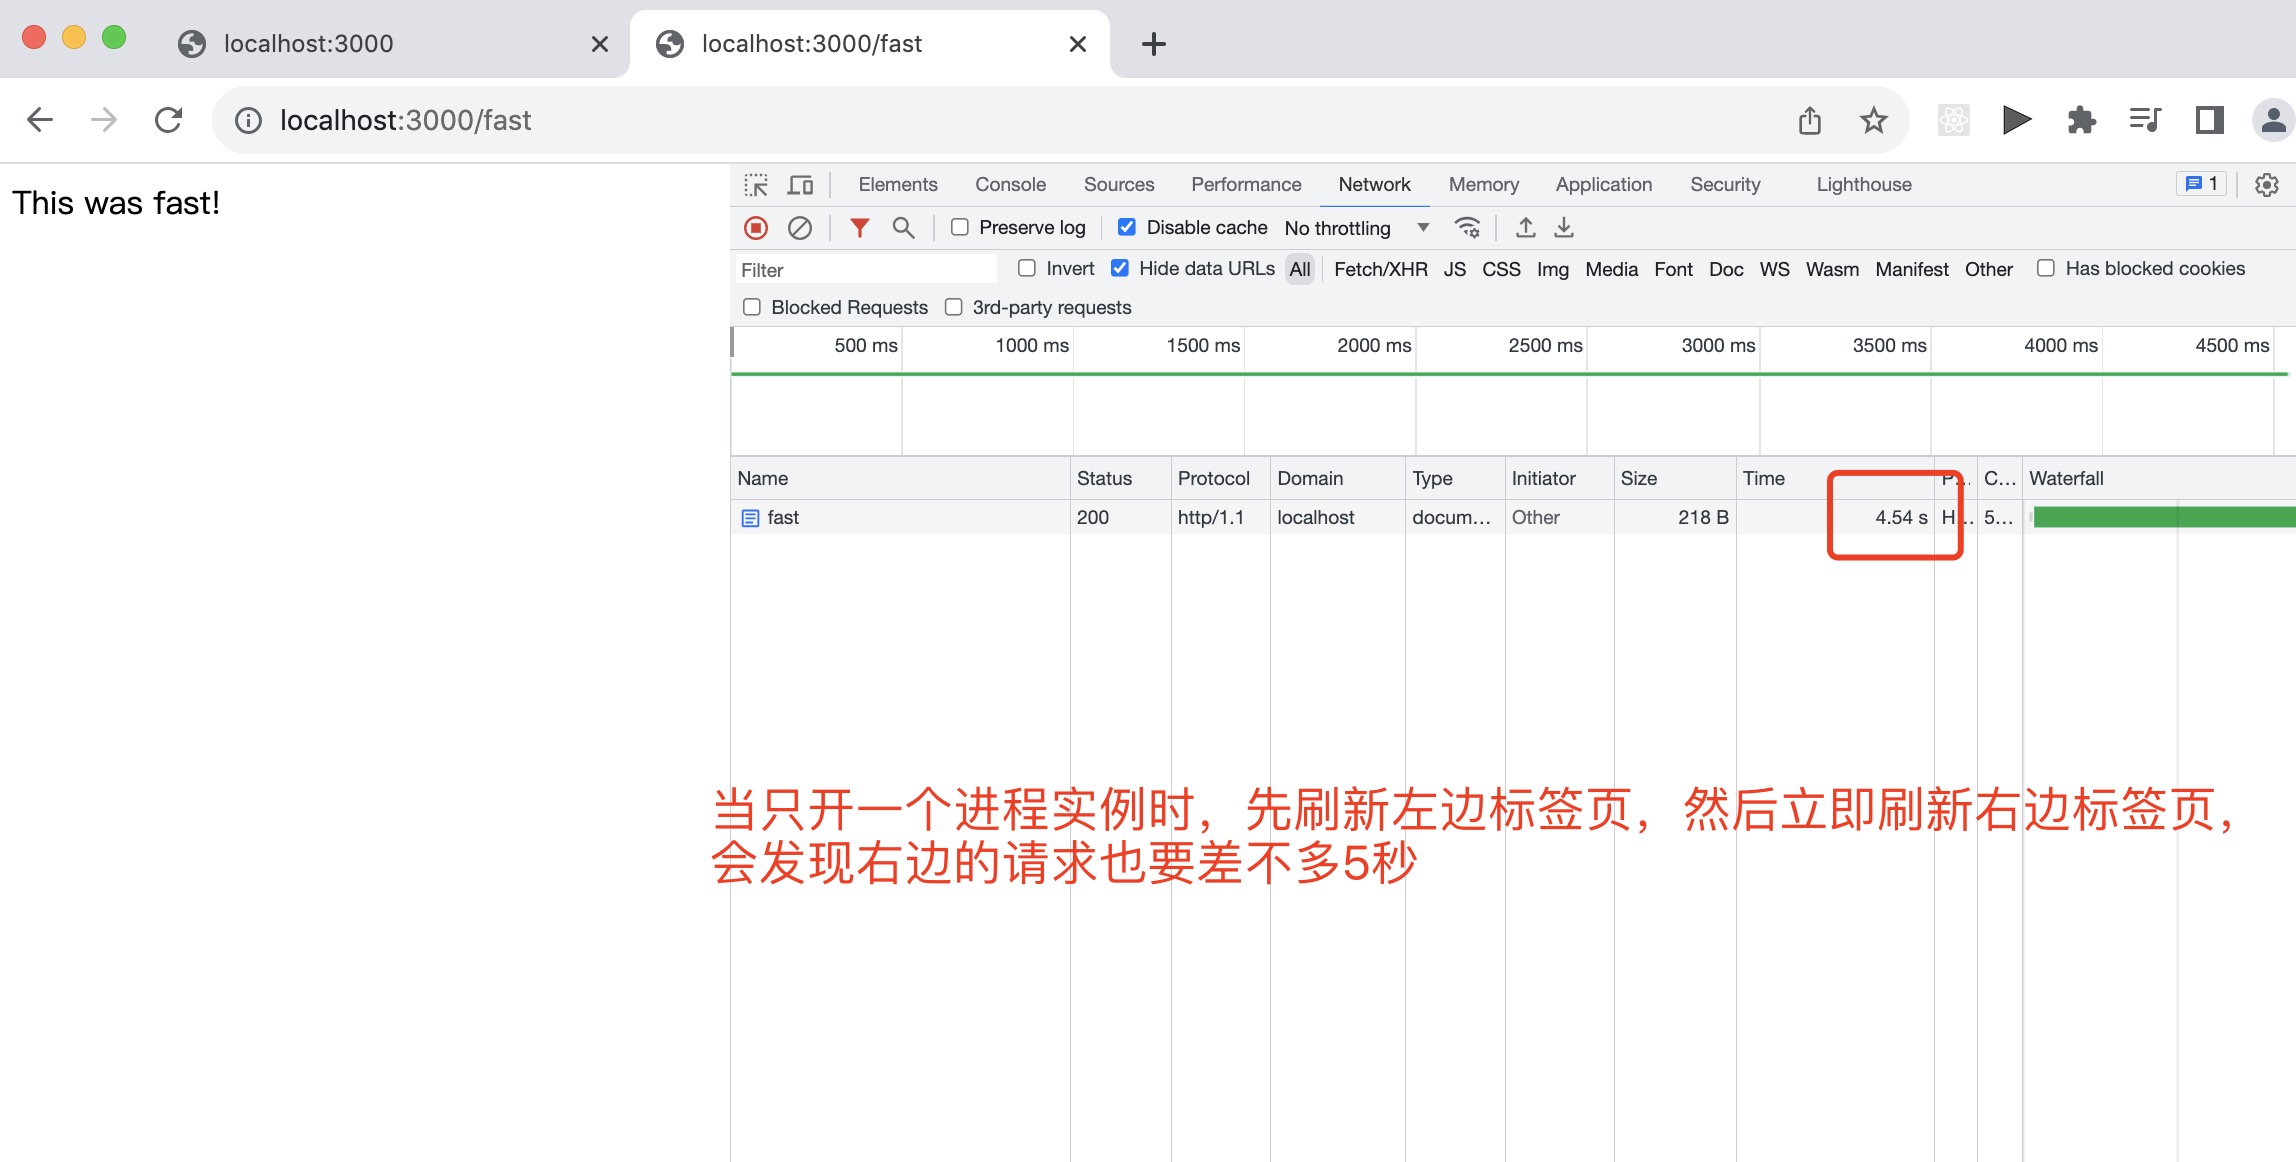 localhost:3000
localhost:3000/fast
localhost:3000/fast
This was fast!
Elements Console Sources Performance Network Memory Application Security Lighthouse 1
Preserve log Disable cache No throttling
Filter Invert Hide data URLs All Fetch/XHR JS CSS Img Media Font Doc WS Wasm Manifest Other Has blocked cookies
Blocked Requests 3rd-party requests
500 ms 1000 ms 1500 ms 2000 ms 2500 ms 3000 ms 3500 ms 4000 ms 4500 ms
Name Status Protocol Domain Type Initiator Size Time P... C... Waterfall
fast 200 http/1.1 localhost docum... Other 218 B 4.54 s H... 5...
当只开一个进程实例时，先刷新左边标签页，然后立即刷新右边标签页，
会发现右边的请求也要差不多5秒